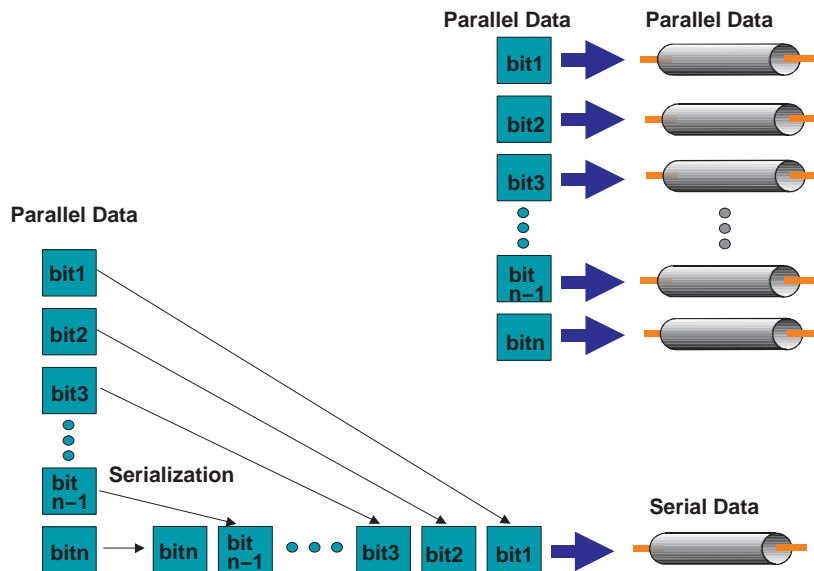 Parallel Data
Parallel Data
bit1
bit2
bit3
bit
n–1
bitn
Parallel Data
bit1
bit2
bit3
bit
n–1
bitn
Serialization
bitn
bit
n–1
bit3
bit2
bit1
Serial Data